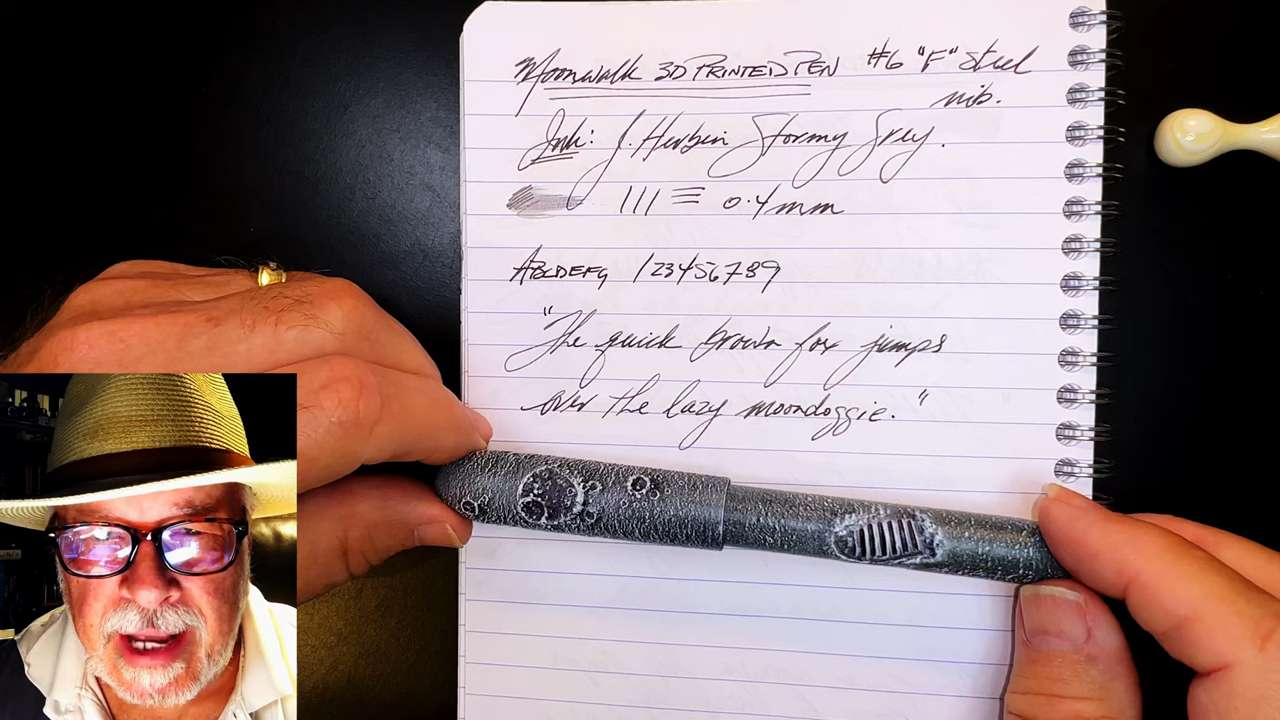 Moonwalk 3D PRINTED PEN #6 "F" steel
nib.
Ink: J. Herbin Stormy Grey.
111 ≡ 0.4mm
ABCDEFG 123456789
"The quick brown fox jumps
over the lazy moondoggie."